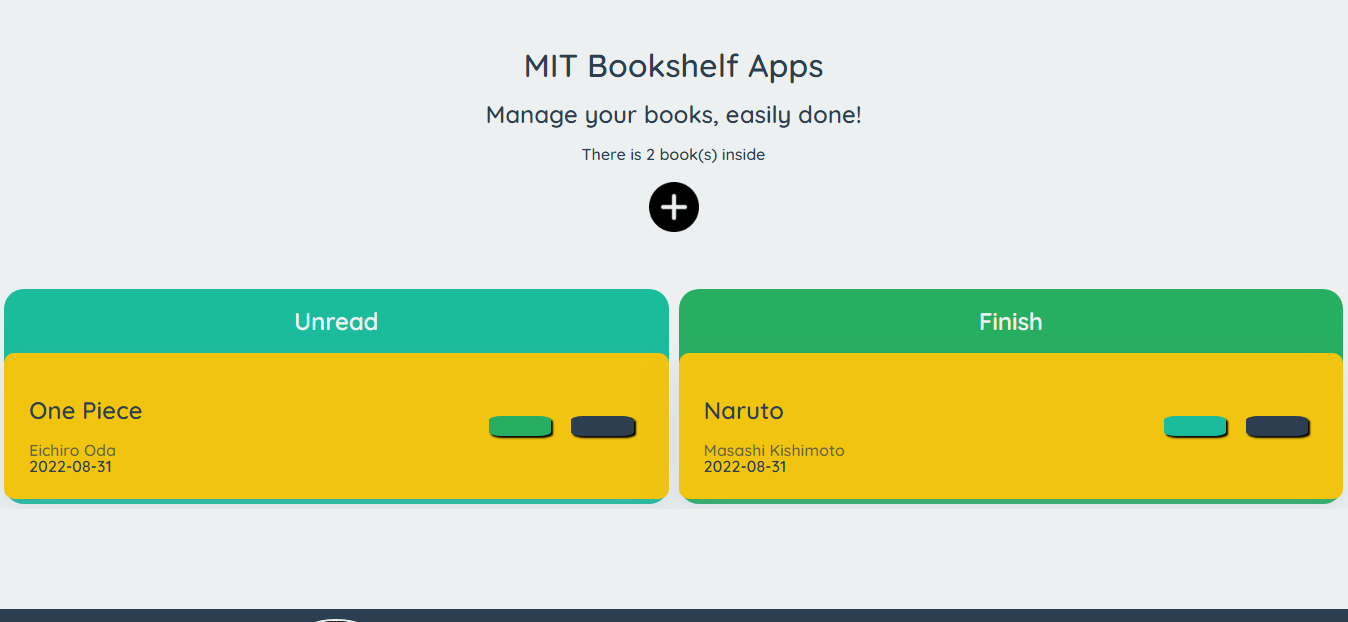 MIT Bookshelf Apps
Manage your books, easily done!
There is 2 book(s) inside
Unread
One Piece
Eichiro Oda
2022-08-31
Finish
Naruto
Masashi Kishimoto
2022-08-31